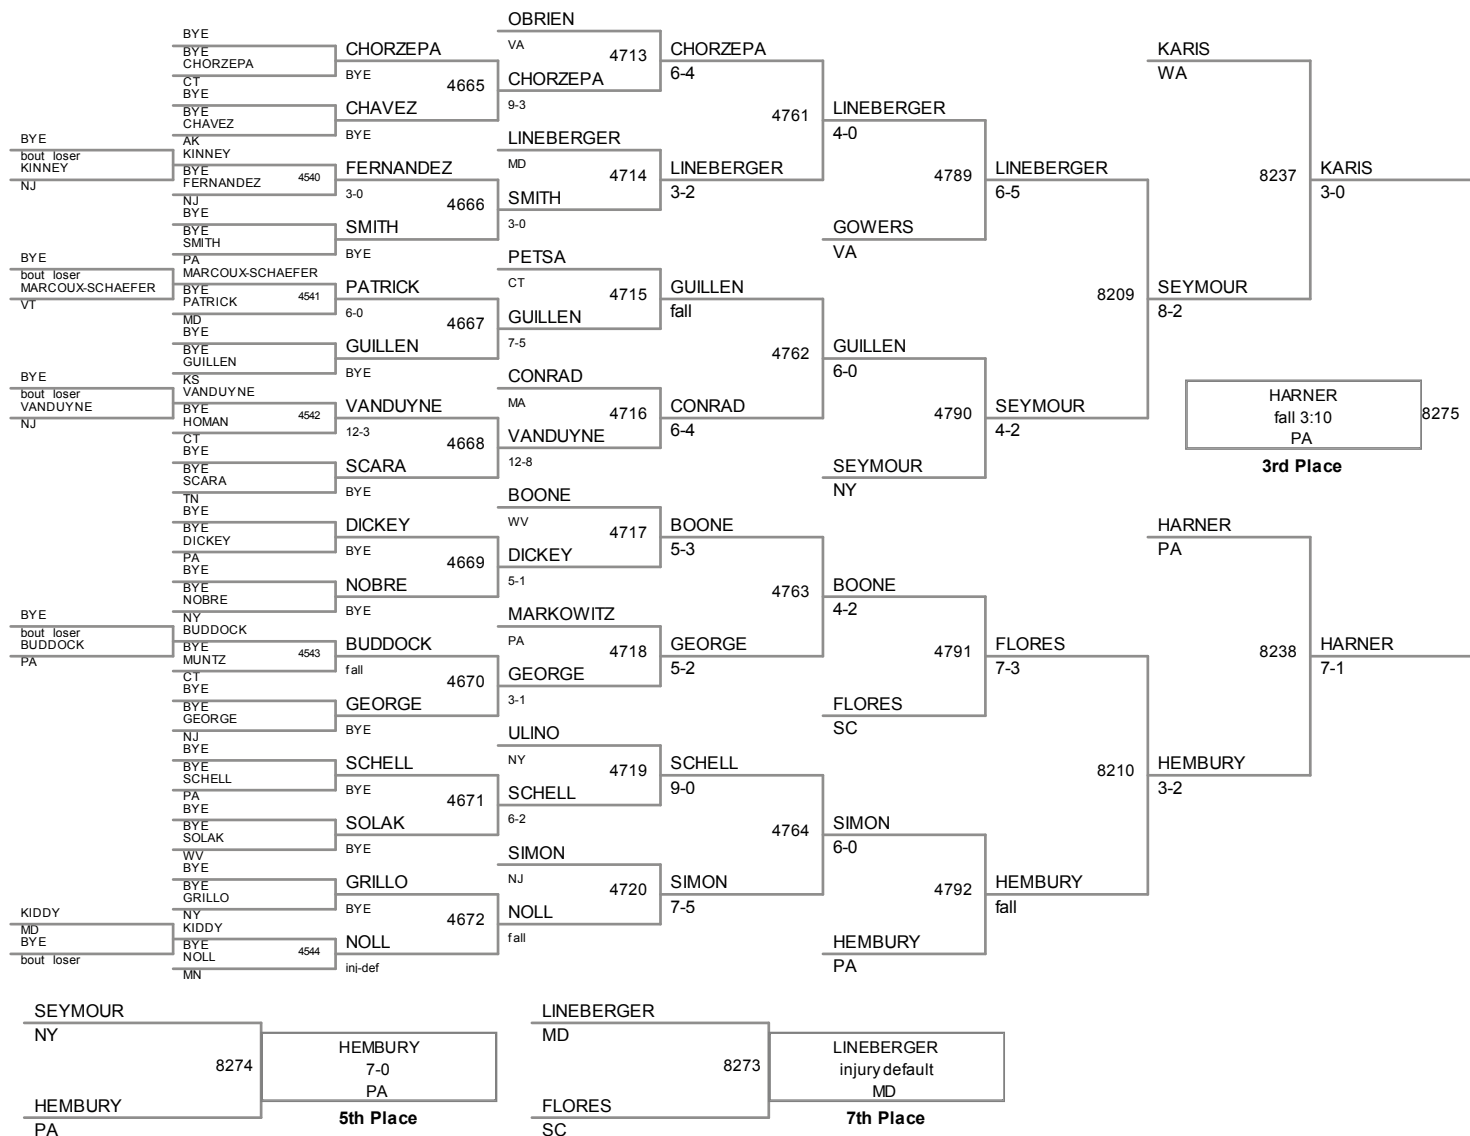 BYE
bout loser
KINNEY
NJ
BYE
bout loser
MARCOUX-SCHAEFER
VT
BYE
bout loser
VANDUYNE
NJ
BYE
bout loser
BUDDOCK
PA
KIDDY
MD
BYE
bout loser
BYE
BYE
CHORZEPA
CT
BYE
BYE
CHAVEZ
AK
KINNEY
BYE
4540
FERNANDEZ
NJ
BYE
BYE
SMITH
PA
MARCOUX-SCHAEFER
BYE
4541
PATRICK
MD
BYE
BYE
GUILLEN
KS
VANDUYNE
BYE
4542
HOMAN
CT
BYE
BYE
SCARA
TN
BYE
BYE
DICKEY
PA
BYE
BYE
NOBRE
NY
BUDDOCK
BYE
4543
MUNTZ
CT
BYE
BYE
GEORGE
NJ
BYE
BYE
SCHELL
PA
BYE
BYE
SOLAK
WV
BYE
BYE
GRILLO
NY
KIDDY
BYE
4544
NOLL
MN
CHORZEPA
BYE
4665
CHAVEZ
BYE
FERNANDEZ
3-0
4666
SMITH
BYE
PATRICK
6-0
4667
GUILLEN
BYE
VANDUYNE
12-3
4668
SCARA
BYE
DICKEY
BYE
4669
NOBRE
BYE
BUDDOCK
fall
4670
GEORGE
BYE
SCHELL
BYE
4671
SOLAK
BYE
GRILLO
BYE
4672
NOLL
inj-def
OBRIEN
VA
4713
CHORZEPA
9-3
LINEBERGER
MD
4714
SMITH
3-0
PETSA
CT
4715
GUILLEN
7-5
CONRAD
MA
4716
VANDUYNE
12-8
BOONE
WV
4717
DICKEY
5-1
MARKOWITZ
PA
4718
GEORGE
3-1
ULINO
NY
4719
SCHELL
6-2
SIMON
NJ
4720
NOLL
fall
CHORZEPA
6-4
4761
LINEBERGER
3-2
GUILLEN
fall
4762
CONRAD
6-4
BOONE
5-3
4763
GEORGE
5-2
SCHELL
9-0
4764
SIMON
7-5
LINEBERGER
4-0
4789
GOWERS
VA
GUILLEN
6-0
4790
SEYMOUR
NY
BOONE
4-2
4791
FLORES
SC
SIMON
6-0
4792
HEMBURY
PA
LINEBERGER
6-5
8209
SEYMOUR
4-2
FLORES
7-3
8210
HEMBURY
fall
KARIS
WA
8237
SEYMOUR
8-2
HARNER
PA
8238
HEMBURY
3-2
KARIS
3-0
HARNER
fall 3:10
PA
8275
3rd Place
HARNER
7-1
SEYMOUR
NY
8274
HEMBURY
PA
HEMBURY
7-0
PA
5th Place
LINEBERGER
MD
8273
FLORES
SC
LINEBERGER
injury default
MD
7th Place